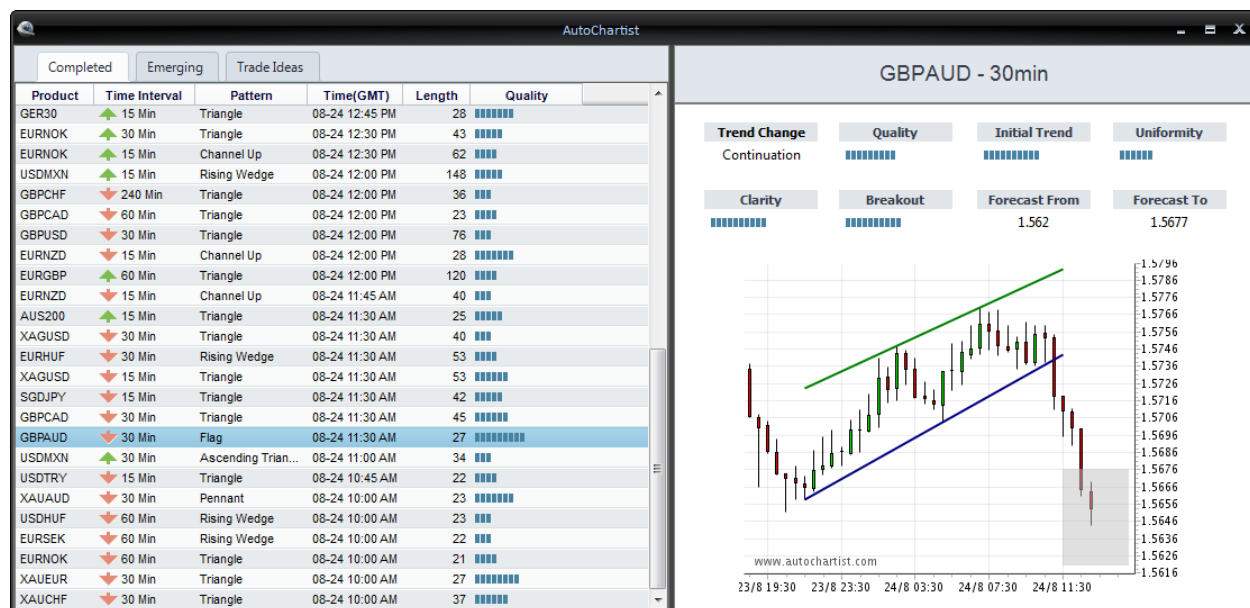 AutoChartist
Completed Emerging Trade Ideas
Product Time Interval Pattern Time(GMT) Length Quality
GER30 15 Min Triangle 08-24 12:45 PM 28
EURNOK 30 Min Triangle 08-24 12:30 PM 43
EURNOK 15 Min Channel Up 08-24 12:30 PM 62
USDMXN 15 Min Rising Wedge 08-24 12:00 PM 148
GBPCHF 240 Min Triangle 08-24 12:00 PM 36
GBPCAD 60 Min Triangle 08-24 12:00 PM 23
GBPUSD 30 Min Triangle 08-24 12:00 PM 76
EURNZD 15 Min Channel Up 08-24 12:00 PM 28
EURGBP 60 Min Triangle 08-24 12:00 PM 120
EURNZD 15 Min Channel Up 08-24 11:45 AM 40
AUS200 15 Min Triangle 08-24 11:30 AM 25
XAGUSD 30 Min Triangle 08-24 11:30 AM 40
EURHUF 30 Min Rising Wedge 08-24 11:30 AM 53
XAGUSD 15 Min Triangle 08-24 11:30 AM 53
SGDJPY 15 Min Triangle 08-24 11:30 AM 42
GBPCAD 30 Min Triangle 08-24 11:30 AM 45
GBPAUD 30 Min Flag 08-24 11:30 AM 27
USDMXN 30 Min Ascending Trian... 08-24 11:00 AM 34
USDTRY 15 Min Triangle 08-24 10:45 AM 22
XAUAUD 30 Min Pennant 08-24 10:00 AM 23
USDHUF 60 Min Rising Wedge 08-24 10:00 AM 23
EURSEK 60 Min Rising Wedge 08-24 10:00 AM 22
EURNOK 60 Min Triangle 08-24 10:00 AM 21
XAUEUR 30 Min Triangle 08-24 10:00 AM 27
XAUCHF 30 Min Triangle 08-24 10:00 AM 37
GBPAUD - 30min
Trend Change Quality Initial Trend Uniformity
Continuation
Clarity Breakout Forecast From Forecast To
1.562 1.5677
1.5796
1.5786
1.5776
1.5766
1.5756
1.5746
1.5736
1.5726
1.5716
1.5706
1.5696
1.5686
1.5676
1.5666
1.5656
1.5646
1.5636
1.5626
1.5616
www.autochartist.com
23/8 19:30 23/8 23:30 24/8 03:30 24/8 07:30 24/8 11:30